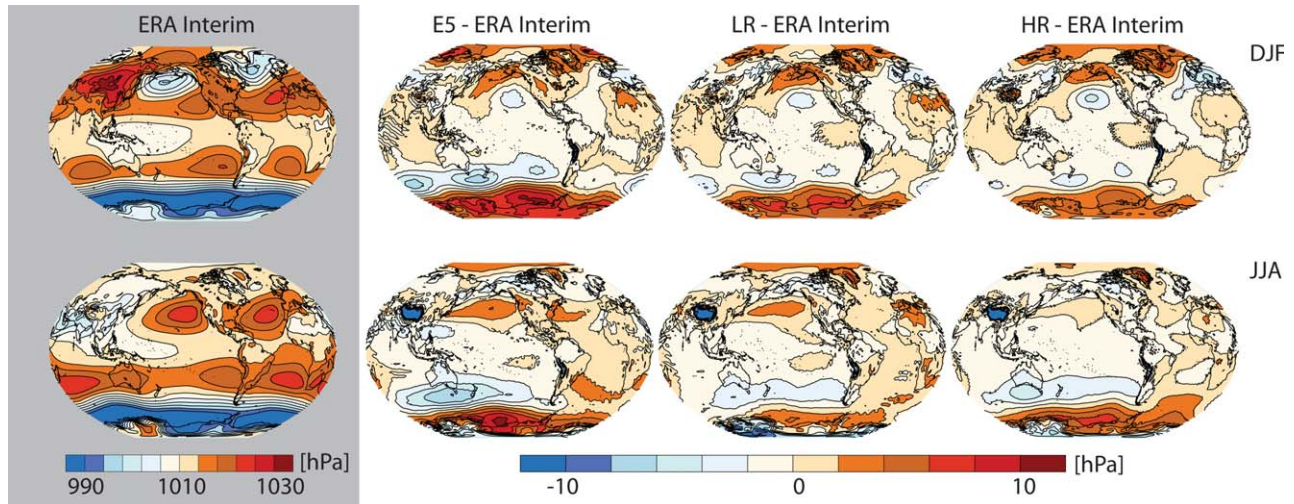 ERA Interim E5 - ERA Interim LR - ERA Interim HR - ERA Interim
DJF
JJA
[hPa] [hPa]
990 1010 1030 -10 0 10